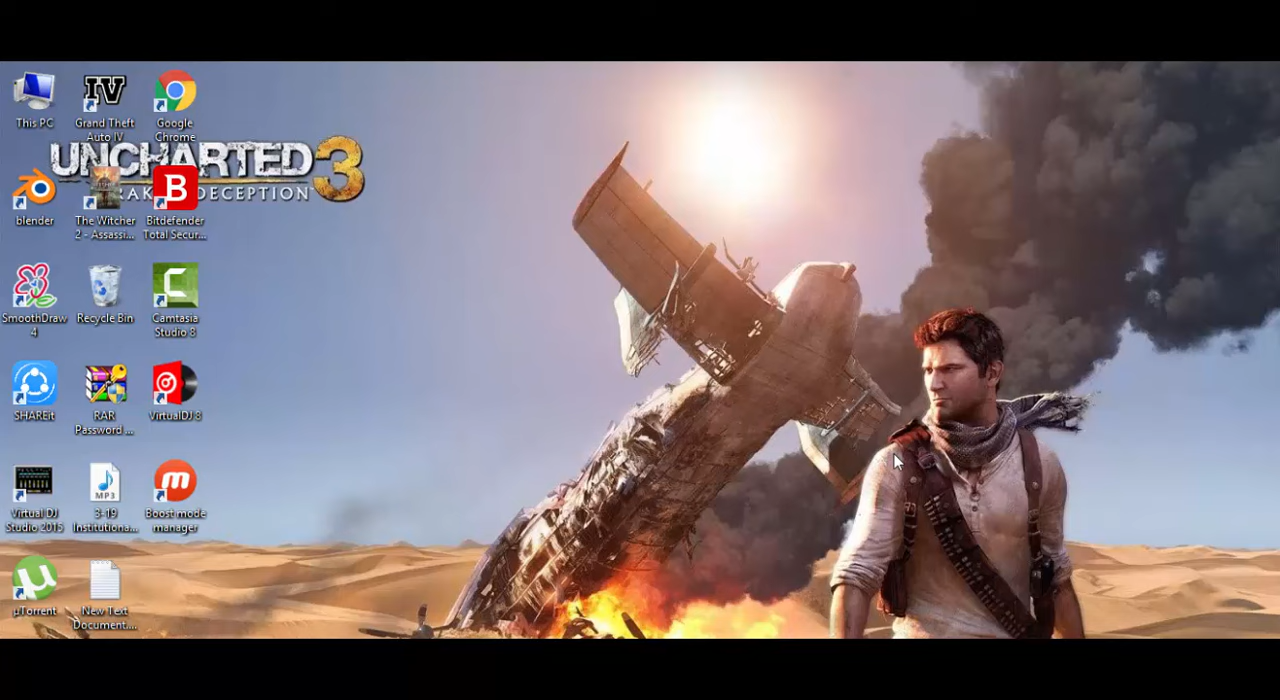 This PC
Grand Theft
Auto IV
Google
Chrome
UNCHARTED 3
DRAKE'S DECEPTION
blender
The Witcher
2 - Assassi...
Bitdefender
Total Secur...
B
SmoothDraw
4
Recycle Bin
Camtasia
Studio 8
SHAREit
RAR
Password ...
VirtualDJ 8
Virtual DJ
Studio 2015
MP3
3-19
Institutiona...
Boost mode
manager
µTorrent
New Text
Document....